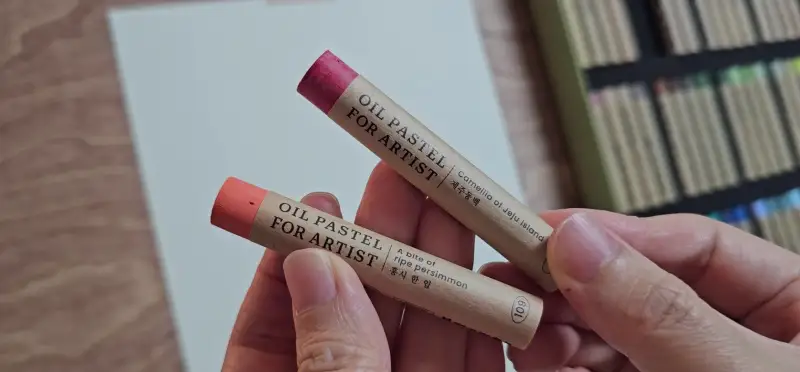 OIL PASTEL
FOR ARTIST
Camellia of Jeju Island
제주동백
OIL PASTEL
FOR ARTIST
A bite of
ripe persimmon
홍시 한 입
109